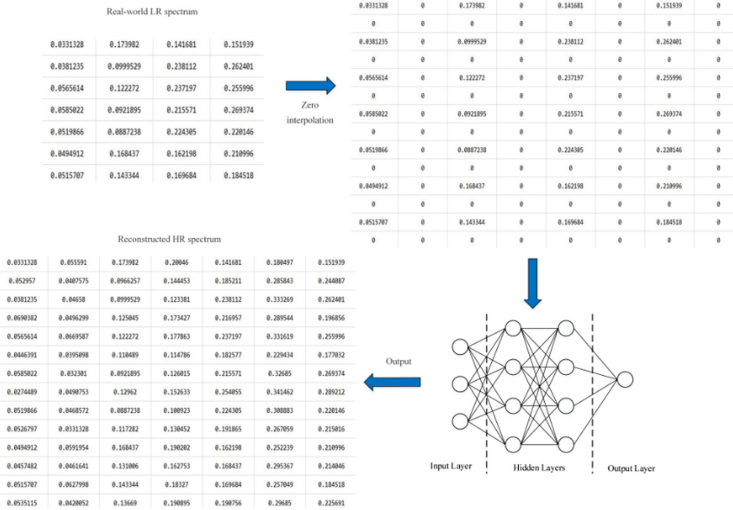 Real-world LR spectrum
0.0331328 0.173982 0.141681 0.151939
0.0381235 0.0999529 0.238112 0.262401
0.0565614 0.122272 0.237197 0.255996
0.0585022 0.0921895 0.215571 0.269374
0.0519866 0.0887238 0.224305 0.220146
0.0494912 0.168437 0.162198 0.210996
0.0515707 0.143344 0.169684 0.184518
Zero
interpolation
0.0331328 0 0.173982 0 0.141681 0 0.151939 0
0 0 0 0 0 0 0 0
0.0381235 0 0.0999529 0 0.238112 0 0.262401 0
0 0 0 0 0 0 0 0
0.0565614 0 0.122272 0 0.237197 0 0.255996 0
0 0 0 0 0 0 0 0
0.0585022 0 0.0921895 0 0.215571 0 0.269374 0
0 0 0 0 0 0 0 0
0.0519866 0 0.0887238 0 0.224305 0 0.220146 0
0 0 0 0 0 0 0 0
0.0494912 0 0.168437 0 0.162198 0 0.210996 0
0 0 0 0 0 0 0 0
0.0515707 0 0.143344 0 0.169684 0 0.184518 0
0 0 0 0 0 0 0 0
Reconstructed HR spectrum
0.0331328 0.055591 0.173982 0.20046 0.141681 0.180497 0.151939
0.052957 0.0407575 0.0966257 0.144453 0.185211 0.285043 0.244087
0.0381235 0.04658 0.0999529 0.123381 0.238112 0.333269 0.262401
0.0690382 0.0496299 0.125045 0.173427 0.216957 0.289544 0.196856
0.0565614 0.0669587 0.122272 0.177863 0.237197 0.331619 0.255996
0.0446391 0.0395098 0.110489 0.114786 0.182577 0.229434 0.177032
0.0585022 0.032301 0.0921895 0.126015 0.215571 0.32685 0.269374
0.0274489 0.0490753 0.12962 0.152633 0.254055 0.341462 0.289212
0.0519866 0.0468572 0.0887238 0.100923 0.224305 0.308883 0.220146
0.0526797 0.0331328 0.117282 0.130452 0.191865 0.267059 0.215016
0.0494912 0.0591954 0.168437 0.190202 0.162198 0.252239 0.210996
0.0457482 0.0461641 0.131006 0.162753 0.168437 0.295367 0.214046
0.0515707 0.0627998 0.143344 0.18327 0.169684 0.257049 0.184518
0.0535115 0.0420052 0.13669 0.190895 0.190756 0.29685 0.225691
Output
Input Layer Hidden Layers Output Layer